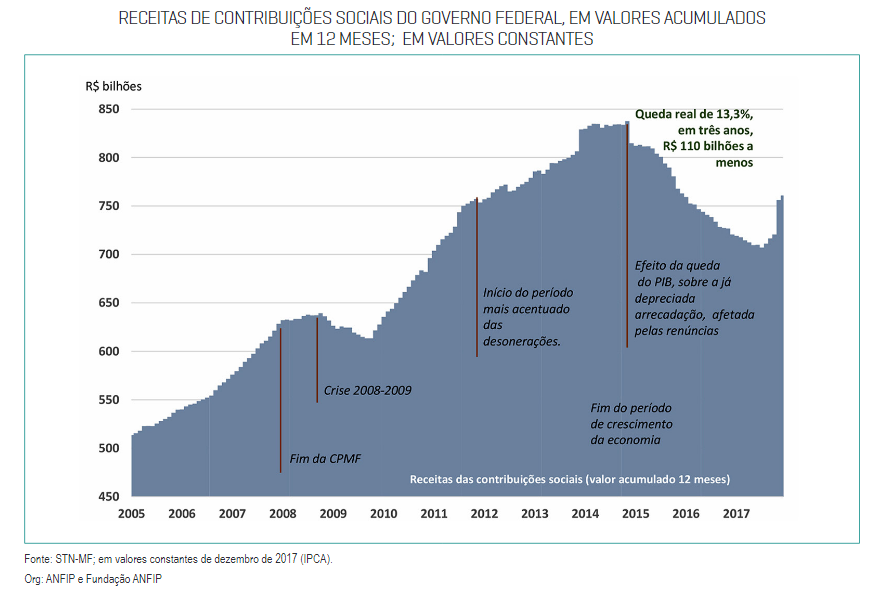 RECEITAS DE CONTRIBUIÇÕES SOCIAIS DO GOVERNO FEDERAL, EM VALORES ACUMULADOS
EM 12 MESES; EM VALORES CONSTANTES
R$ bilhões
850
800
750
700
650
600
550
500
450
Queda real de 13,3%,
em três anos,
R$ 110 bilhões a
menos
Efeito da queda
do PIB, sobre a já
depreciada
arrecadação, afetada
pelas renúncias
Início do período
mais acentuado
das
desonerações.
Crise 2008-2009
Fim do período
de crescimento
da economia
Fim da CPMF
Receitas das contribuições sociais (valor acumulado 12 meses)
2005 2006 2007 2008 2009 2010 2011 2012 2013 2014 2015 2016 2017
Fonte: STN-MF; em valores constantes de dezembro de 2017 (IPCA).
Org: ANFIP e Fundação ANFIP